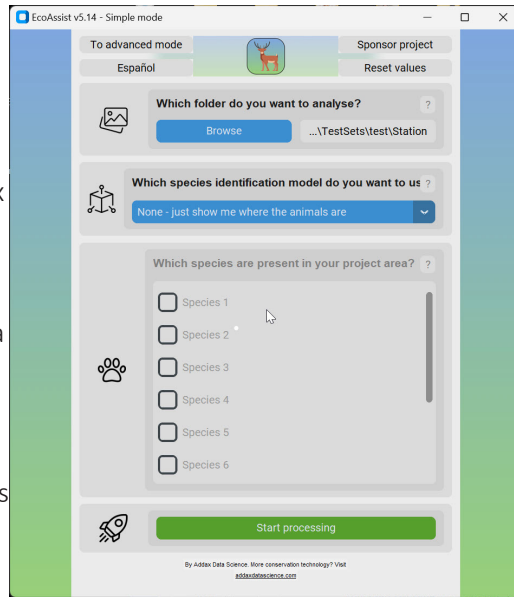 EcoAssist v5.14 - Simple mode
To advanced mode
Sponsor project
Español
Reset values
Which folder do you want to analyse?
?
Browse
...\TestSets\test\Station
Which species identification model do you want to us
?
None - just show me where the animals are
Which species are present in your project area?
?
Species 1
Species 2
Species 3
Species 4
Species 5
Species 6
Start processing
By Addax Data Science. More conservation technology? Visit
addaxdatascience.com